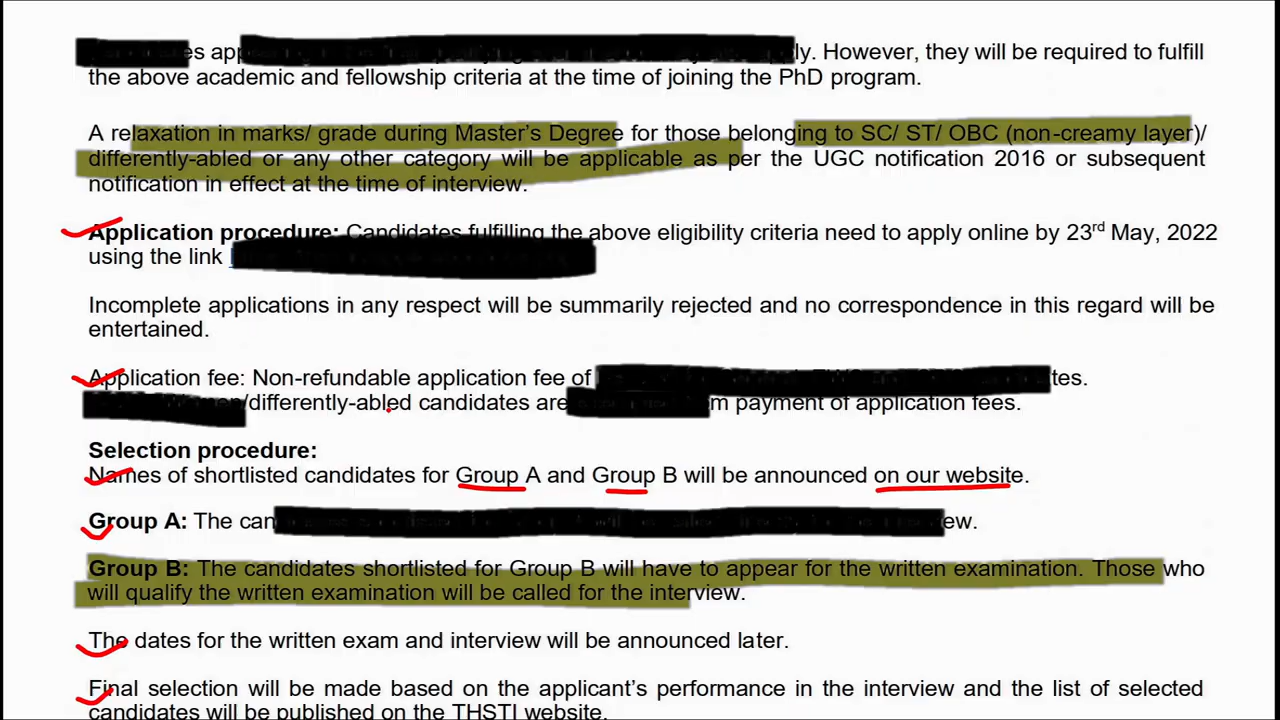 ly. However, they will be required to fulfill
the above academic and fellowship criteria at the time of joining the PhD program.
A relaxation in marks/ grade during Master's Degree for those belonging to SC/ ST/ OBC (non-creamy layer)/
differently-abled or any other category will be applicable as per the UGC notification 2016 or subsequent
notification in effect at the time of interview.
Application procedure: Candidates fulfilling the above eligibility criteria need to apply online by 23rd May, 2022
using the link
Incomplete applications in any respect will be summarily rejected and no correspondence in this regard will be
entertained.
Application fee: Non-refundable application fee of tes.
/differently-abled candidates are m payment of application fees.
Selection procedure:
Names of shortlisted candidates for Group A and Group B will be announced on our website.
Group A: The can ew.
Group B: The candidates shortlisted for Group B will have to appear for the written examination. Those who
will qualify the written examination will be called for the interview.
The dates for the written exam and interview will be announced later.
Final selection will be made based on the applicant's performance in the interview and the list of selected
candidates will be published on the THSTI website.